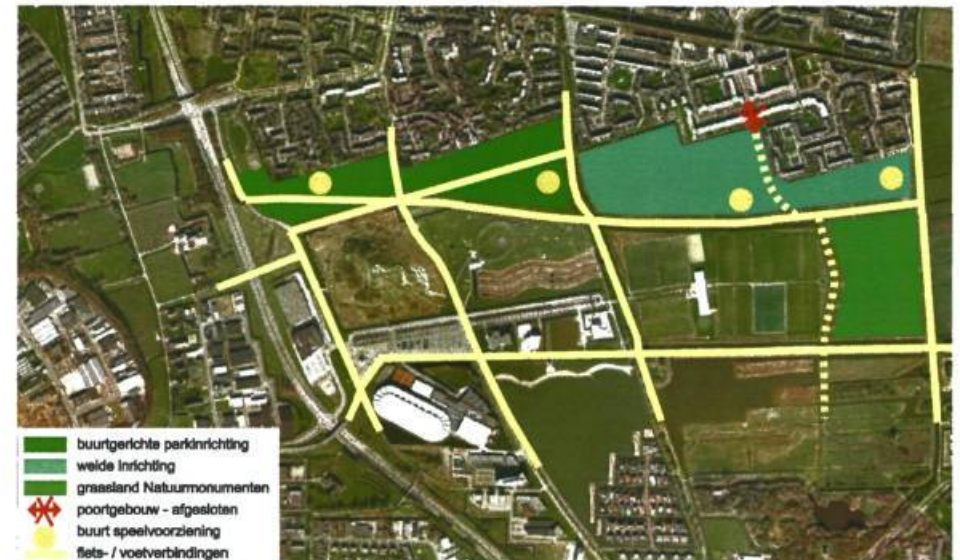 buurtgerichte parkinrichting
weide inrichting
graasland Natuurmonumenten
poortgebouw - afgesloten
buurt speelvoorziening
fiets- / voetverbindingen